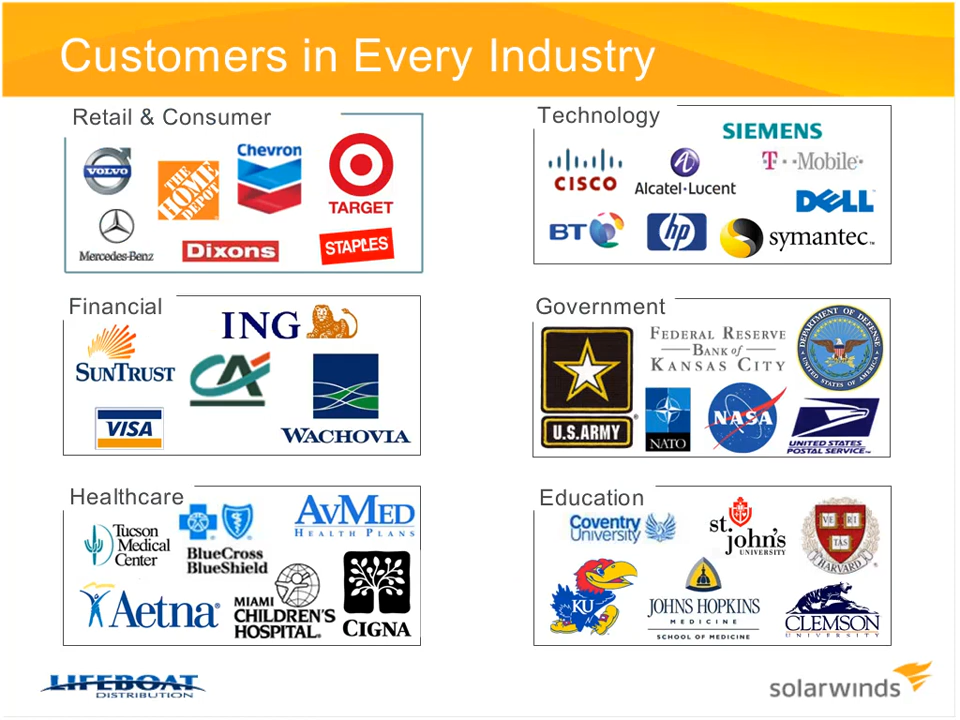 Customers in Every Industry
Retail & Consumer
VOLVO
THE
HOME
DEPOT
Chevron
TARGET
Mercedes-Benz
Dixons
STAPLES
Technology
SIEMENS
CISCO
Alcatel·Lucent
T··Mobile®
DELL™
BT
hp
symantec™
Financial
SUNTRUST
ING
CA
VISA
WACHOVIA
Government
U.S.ARMY
®
FEDERAL RESERVE
BANK of
KANSAS CITY
DEPARTMENT OF DEFENSE
UNITED STATES OF AMERICA
NATO
NASA
UNITED STATES
POSTAL SERVICE™
Healthcare
Tucson
Medical
Center
BlueCross
BlueShield
AVMED
HEALTH PLANS
Aetna®
MIAMI
CHILDREN'S
HOSPITAL®
CIGNA
Education
Coventry
University
st
john's
UNIVERSITY
VE RI
TAS
HARVARD
KU
JOHNS HOPKINS
MEDICINE
SCHOOL OF MEDICINE
CLEMSON
UNIVERSITY
LIFEBOAT
DISTRIBUTION
solarwinds